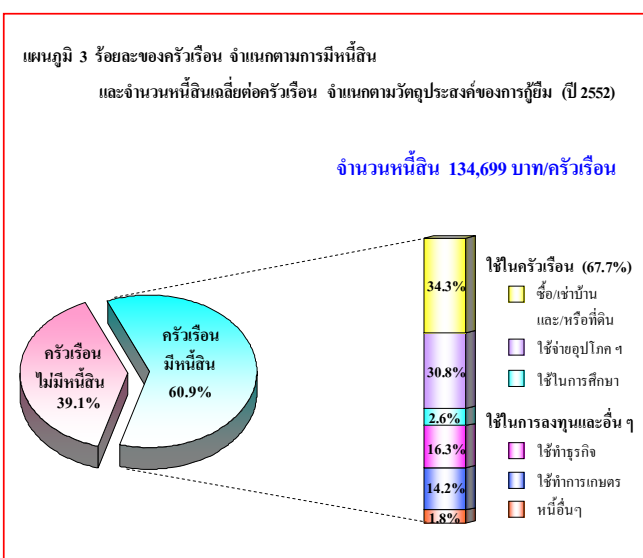 แผนภูมิ 3 ร้อยละของครัวเรือน จำแนกตามการมีหนี้สิน
และจำนวนหนี้สินเฉลี่ยต่อครัวเรือน จำแนกตามวัตถุประสงค์ของการกู้ยืม (ปี 2552)
จำนวนหนี้สิน 134,699 บาท/ครัวเรือน
ครัวเรือน
ไม่มีหนี้สิน
39.1%
ครัวเรือน
มีหนี้สิน
60.9%
34.3%
30.8%
2.6%
16.3%
14.2%
1.8%
ใช้ในครัวเรือน (67.7%)
ซื้อ/เช่าบ้าน
และ/หรือที่ดิน
ใช้จ่ายอุปโภค ฯ
ใช้ในการศึกษา
ใช้ในการลงทุนและอื่น ๆ
ใช้ทำธุรกิจ
ใช้ทำการเกษตร
หนี้อื่นๆ